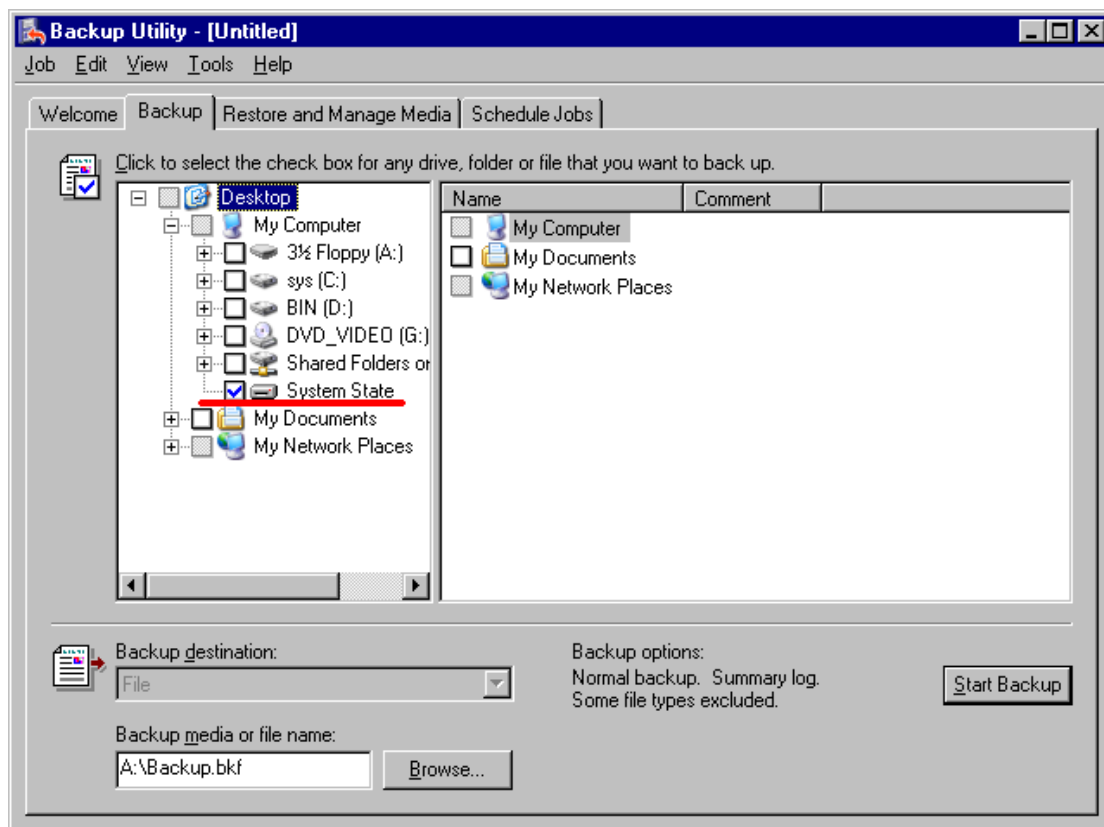 Backup Utility - [Untitled]
Job Edit View Tools Help
Welcome Backup Restore and Manage Media Schedule Jobs
Click to select the check box for any drive, folder or file that you want to back up.
Desktop
My Computer
3½ Floppy (A:)
sys (C:)
BIN (D:)
DVD_VIDEO (G:)
Shared Folders or
System State
My Documents
My Network Places
Name Comment
My Computer
My Documents
My Network Places
Backup destination:
File
Backup media or file name:
A:\Backup.bkf
Browse...
Backup options:
Normal backup. Summary log.
Some file types excluded.
Start Backup